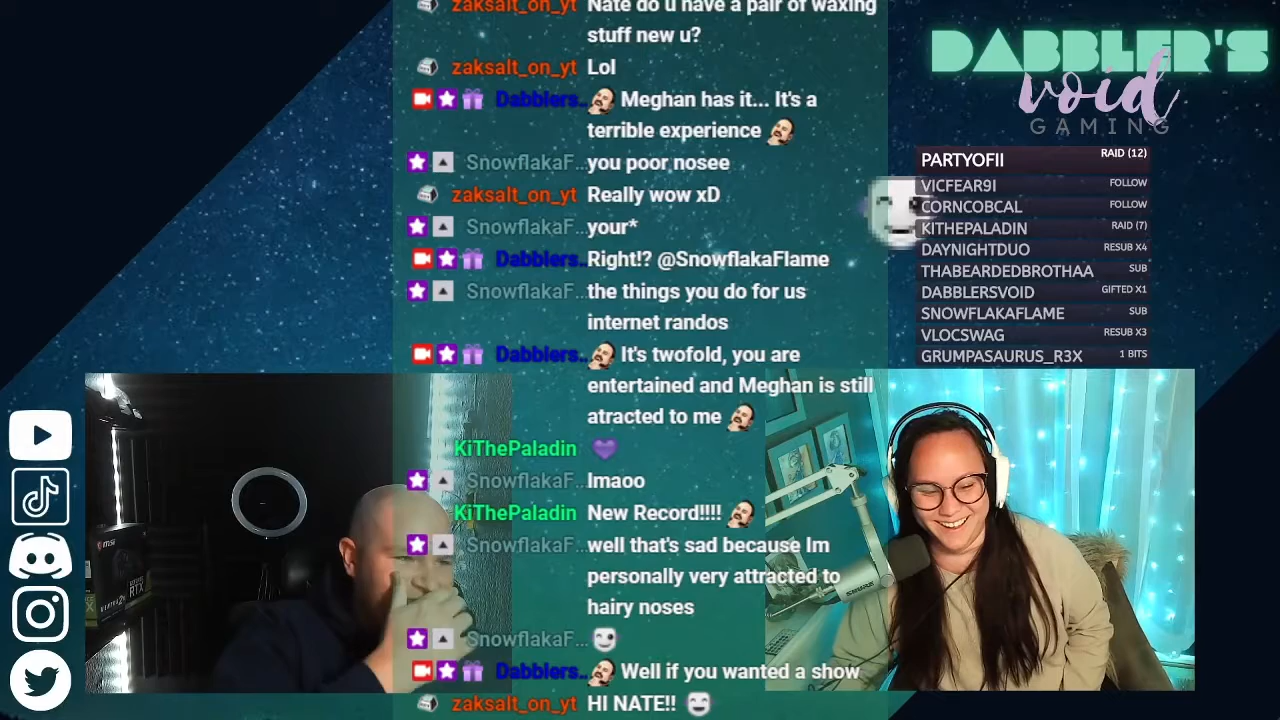 zaksalt_on_yt Nate do u have a pair of waxing
stuff new u?
zaksalt_on_yt Lol
Dabblers.. Meghan has it... It's a
terrible experience
SnowflakaF... you poor nosee
zaksalt_on_yt Really wow xD
SnowflakaF... your*
Dabblers.. Right!? @SnowflakaFlame
SnowflakaF... the things you do for us
internet randos
Dabblers.. It's twofold, you are
entertained and Meghan is still
atracted to me
KiThePaladin
SnowflakaF... lmaoo
KiThePaladin New Record!!!!
SnowflakaF... well that's sad because Im
personally very attracted to
hairy noses
SnowflakaF...
Dabblers.. Well if you wanted a show
zaksalt_on_yt HI NATE!!
DABBLER'S
void
GAMING
PARTYOFII RAID (12)
VICFEAR9I FOLLOW
CORNCOBCAL FOLLOW
KITHEPALADIN RAID (7)
DAYNIGHTDUO RESUB X4
THABEARDEDBROTHAA SUB
DABBLERSVOID GIFTED X1
SNOWFLAKAFLAME SUB
VLOCSWAG RESUB X3
GRUMPASAURUS_R3X 1 BITS
RTX
SHURE